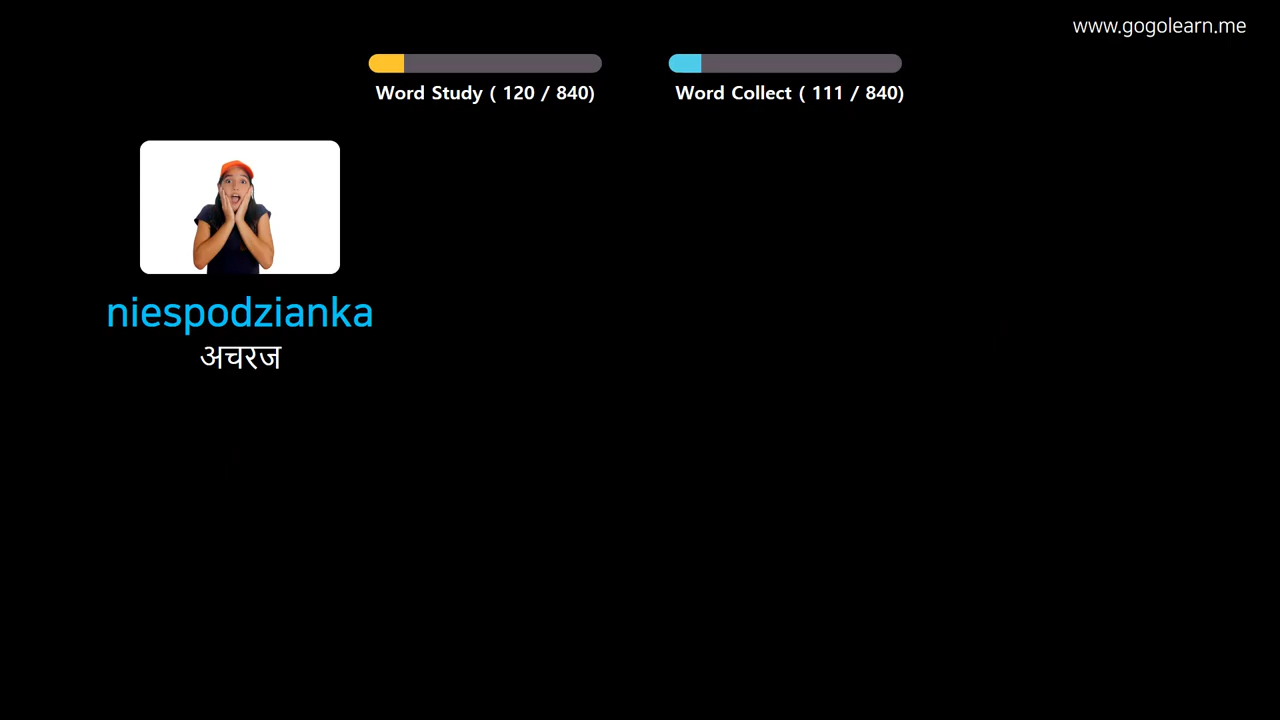 www.gogolearn.me
Word Study ( 120 / 840)
Word Collect ( 111 / 840)
niespodzianka
अचरज